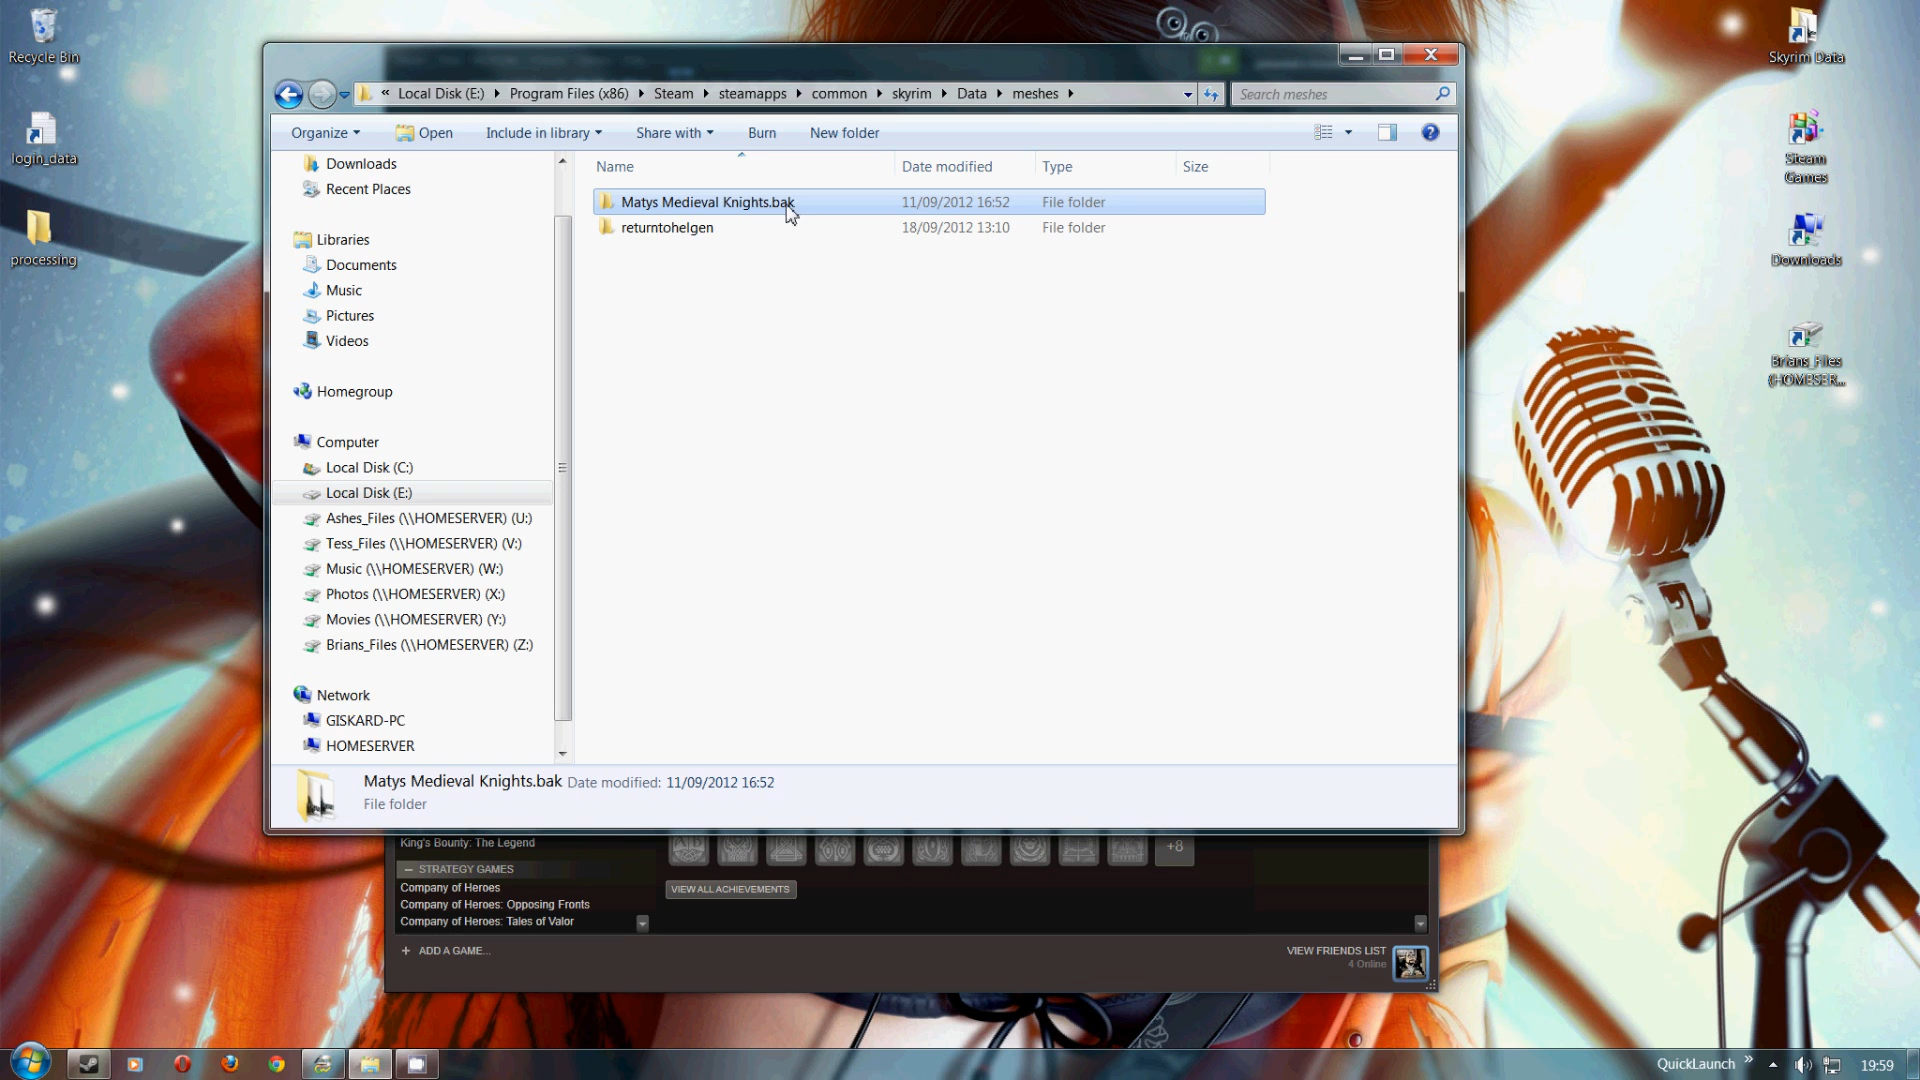 Recycle Bin
login_data
processing
Skyrim Data
Steam
Games
Downloads
Brians_Files
(HOMESER...
« Local Disk (E:) Program Files (x86) Steam steamapps common skyrim Data meshes
Search meshes
Organize Open Include in library Share with Burn New folder
Downloads
Recent Places
Libraries
Documents
Music
Pictures
Videos
Homegroup
Computer
Local Disk (C:)
Local Disk (E:)
Ashes_Files (\\HOMESERVER) (U:)
Tess_Files (\\HOMESERVER) (V:)
Music (\\HOMESERVER) (W:)
Photos (\\HOMESERVER) (X:)
Movies (\\HOMESERVER) (Y:)
Brians_Files (\\HOMESERVER) (Z:)
Network
GISKARD-PC
HOMESERVER
Name Date modified Type Size
Matys Medieval Knights.bak 11/09/2012 16:52 File folder
returntohelgen 18/09/2012 13:10 File folder
Matys Medieval Knights.bak Date modified: 11/09/2012 16:52
File folder
King's Bounty: The Legend
– STRATEGY GAMES
Company of Heroes
Company of Heroes: Opposing Fronts
Company of Heroes: Tales of Valor
+8
VIEW ALL ACHIEVEMENTS
+ ADD A GAME...
VIEW FRIENDS LIST
4 Online
QuickLaunch » 19:59